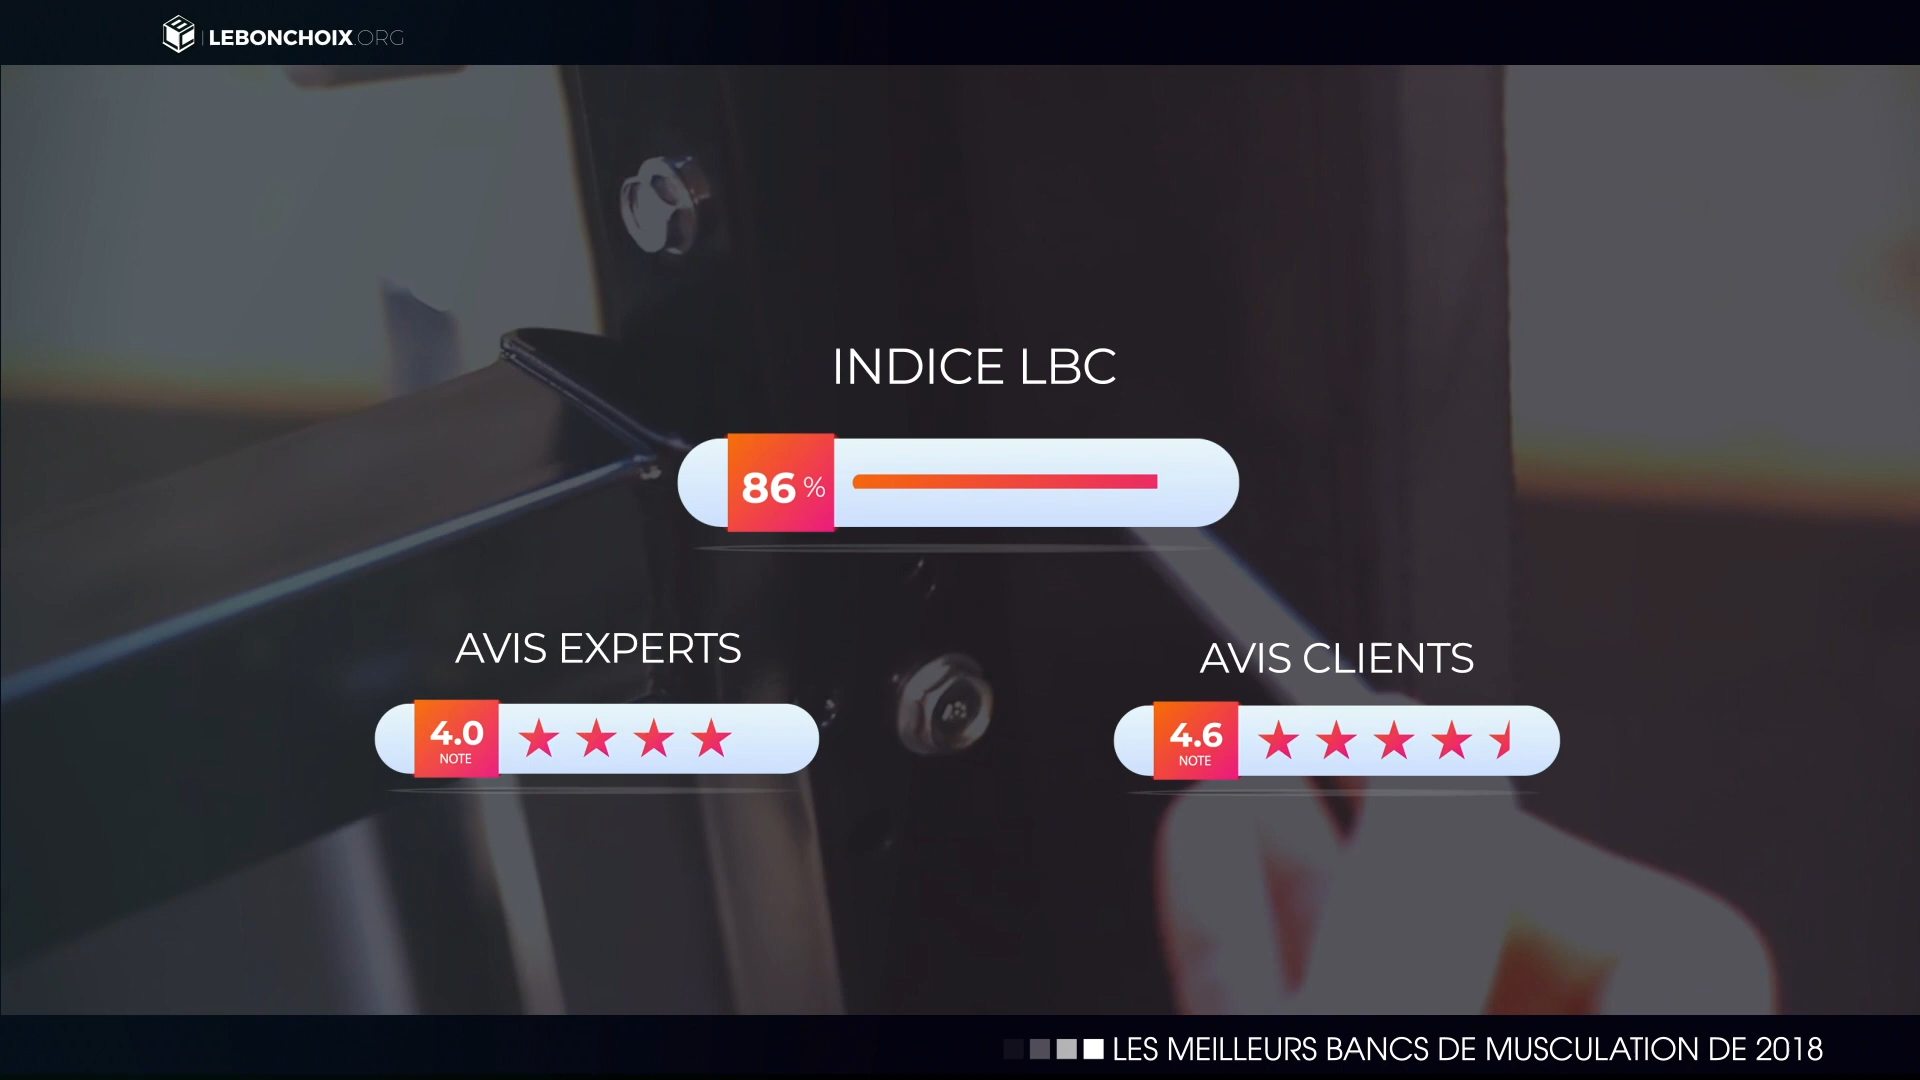 LEBONCHOIX.ORG
INDICE LBC
86 %
AVIS EXPERTS
4.0
NOTE
AVIS CLIENTS
4.6
NOTE
LES MEILLEURS BANCS DE MUSCULATION DE 2018